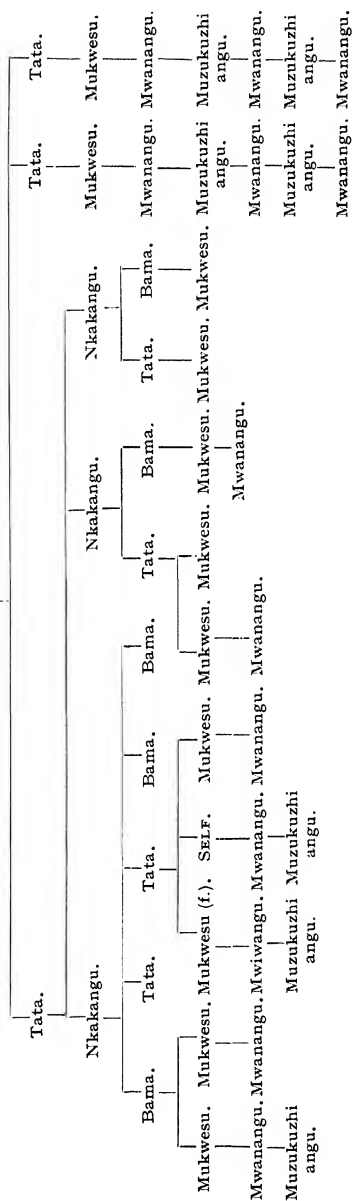 Tata. Tata. Tata.
Nkakangu. Nkakangu. Nkakangu. Mukwesu. Mukwesu.
Bama. Tata. Tata. Bama. Bama. Tata. Bama. Tata. Bama. Mwanangu. Mwanangu.
Muzukuzhi Muzukuzhi
Mukwesu. Mukwesu. Mukwesu (f.). SELF. Mukwesu. Mukwesu. Mukwesu. Mukwesu. Mukwesu. Mukwesu. angu. angu.
Mwanangu. Mwanangu. Mwiwangu. Mwanangu. Mwanangu. Mwanangu. Mwanangu. Mwanangu. Mwanangu.
Muzukuzhi Muzukuzhi Muzukuzhi Muzukuzhi Muzukuzhi
angu. angu. angu. angu. angu.
Mwanangu. Mwanangu.